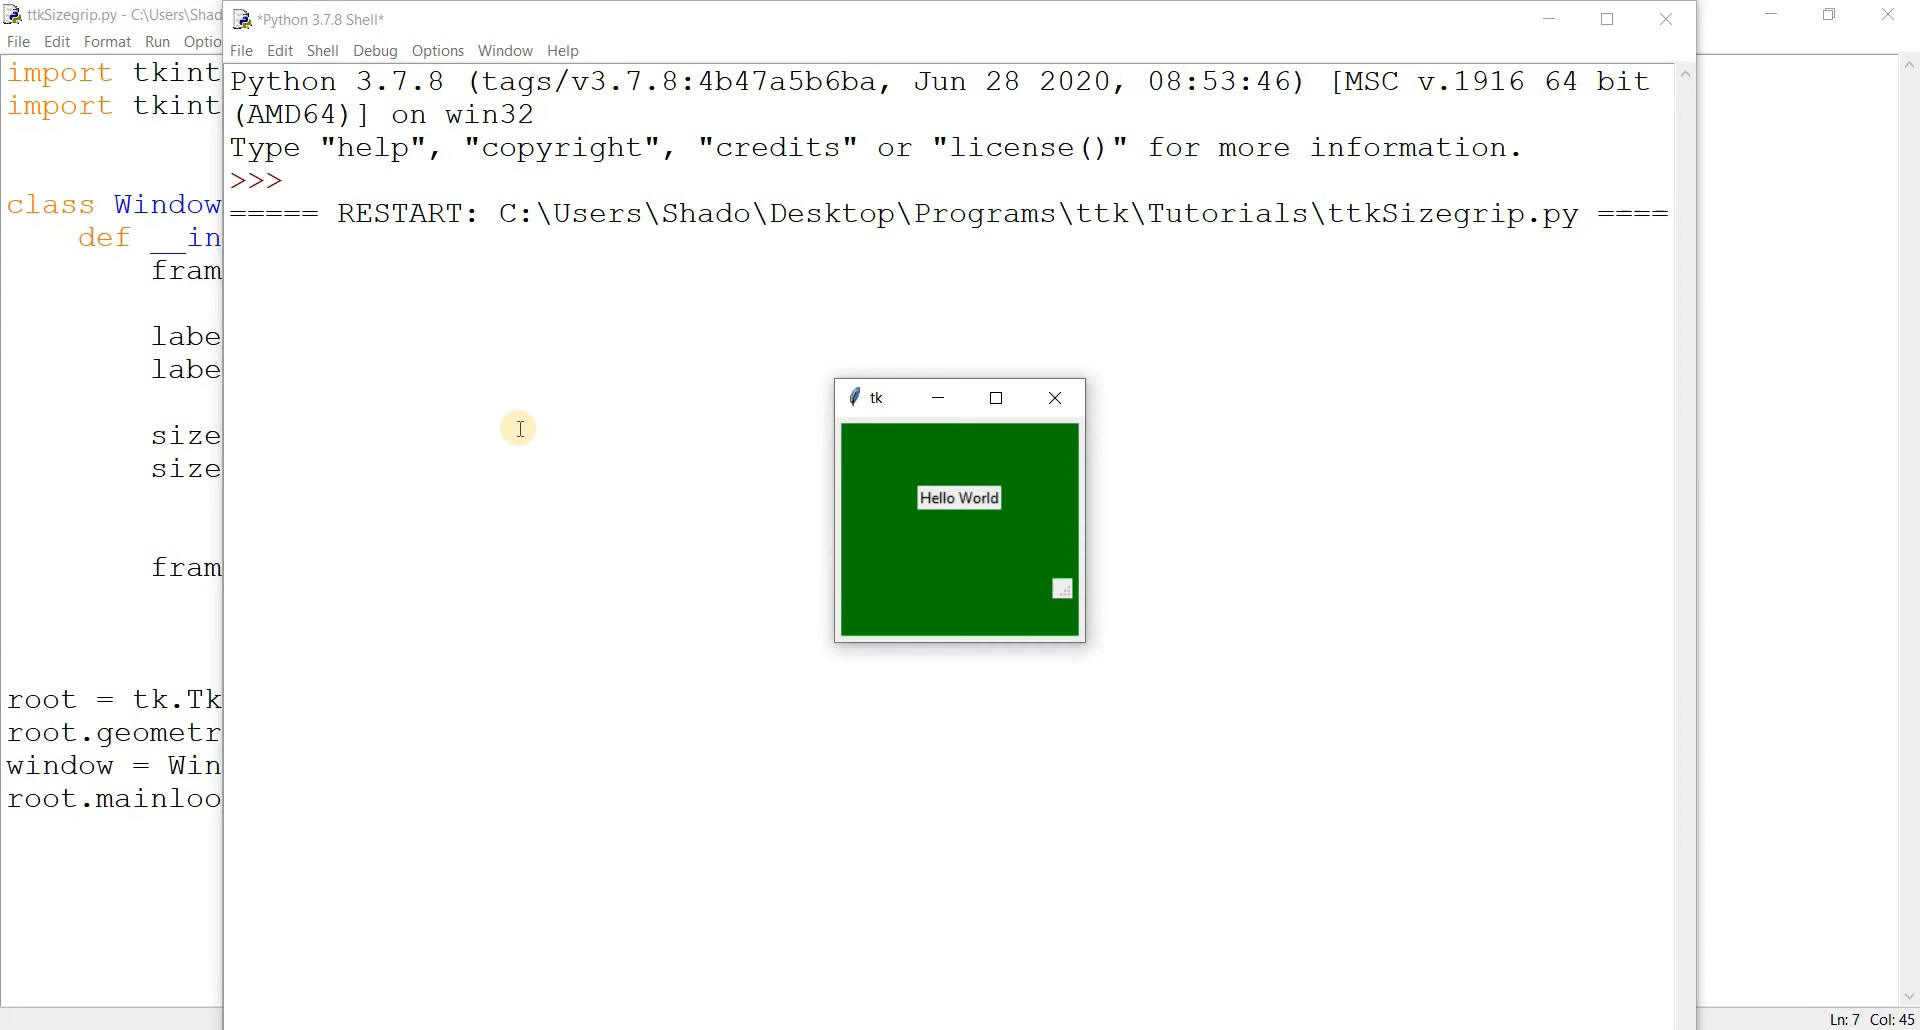 ttkSizegrip.py - C:\Users\Shad
File Edit Format Run Optio
import tkint
import tkint
class Window
def __in
fram
labe
labe
size
size
fram
root = tk.Tk
root.geometr
window = Win
root.mainloo
*Python 3.7.8 Shell*
File Edit Shell Debug Options Window Help
Python 3.7.8 (tags/v3.7.8:4b47a5b6ba, Jun 28 2020, 08:53:46) [MSC v.1916 64 bit
(AMD64)] on win32
Type "help", "copyright", "credits" or "license()" for more information.
>>>
===== RESTART: C:\Users\Shado\Desktop\Programs\ttk\Tutorials\ttkSizegrip.py ====
tk
Hello World
Ln: 7 Col: 45